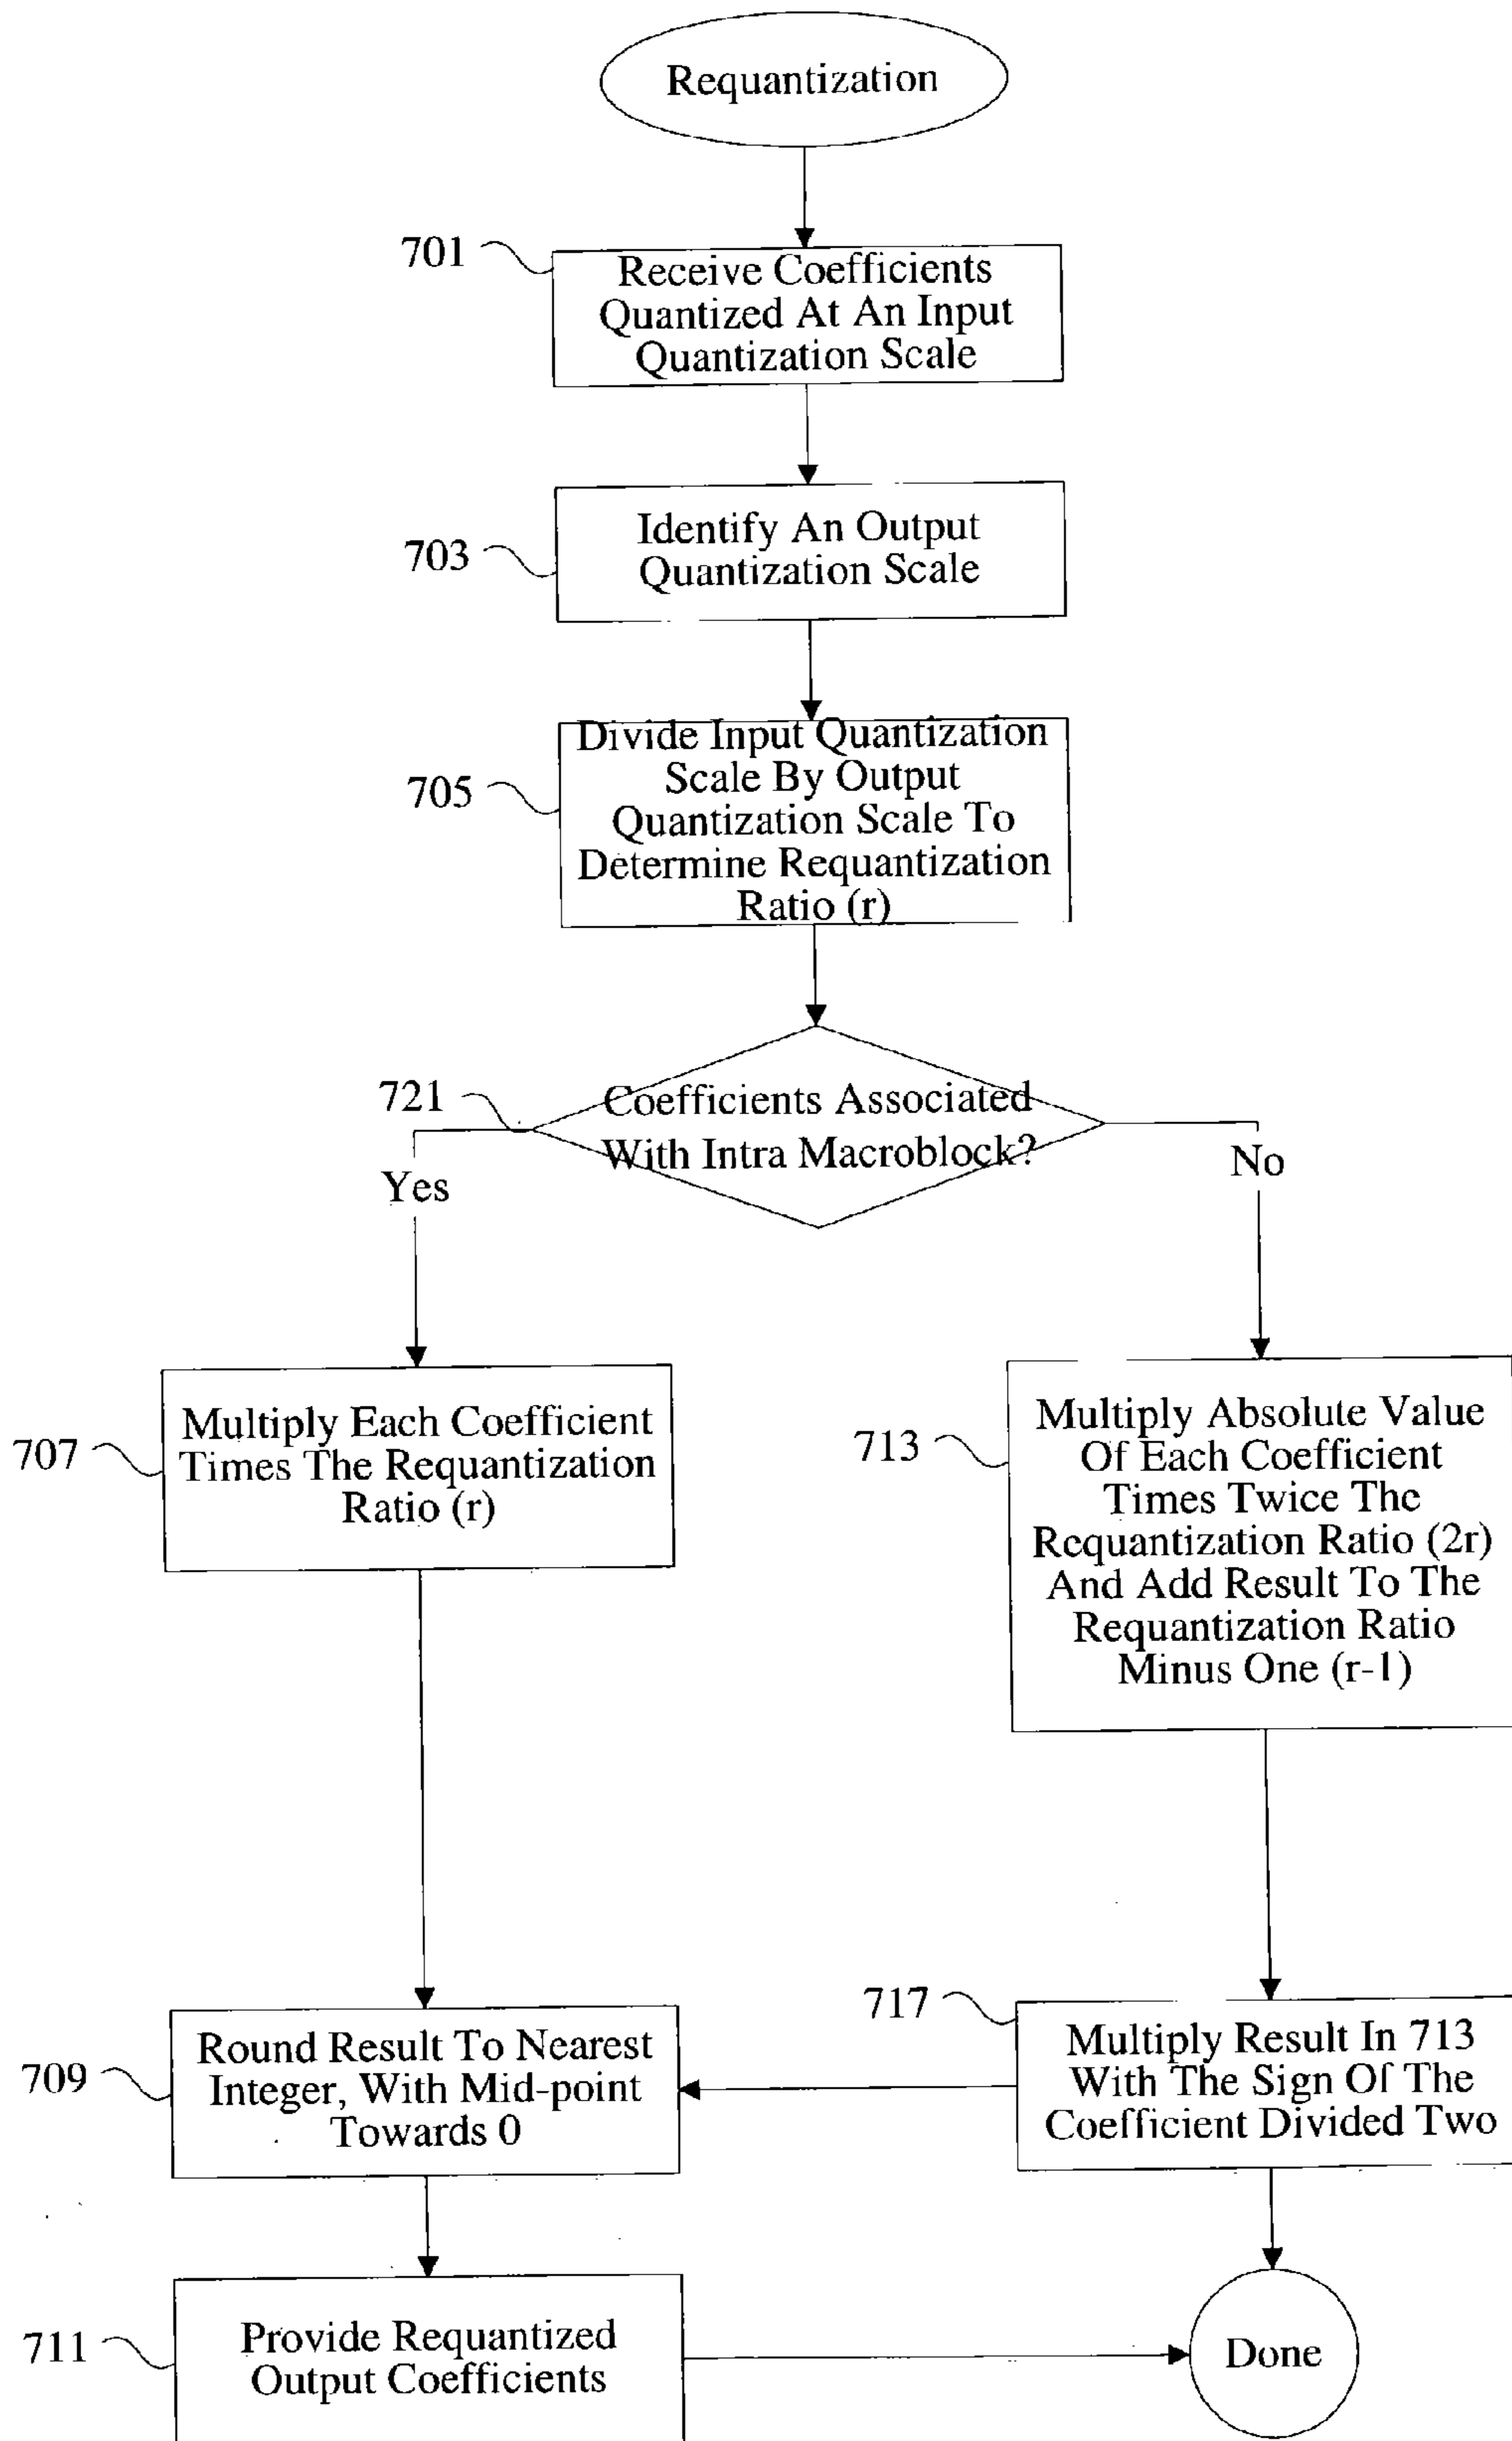 Requantization
701
Receive Coefficients
Quantized At An Input
Quantization Scale
703
Identify An Output
Quantization Scale
705
Divide Input Quantization
Scale By Output
Quantization Scale To
Determine Requantization
Ratio (r)
721
Coefficients Associated
With Intra Macroblock?
Yes
No
707
Multiply Each Coefficient
Times The Requantization
Ratio (r)
713
Multiply Absolute Value
Of Each Coefficient
Times Twice The
Requantization Ratio (2r)
And Add Result To The
Requantization Ratio
Minus One (r-1)
709
Round Result To Nearest
Integer, With Mid-point
Towards 0
717
Multiply Result In 713
With The Sign Of The
Coefficient Divided Two
711
Provide Requantized
Output Coefficients
Done